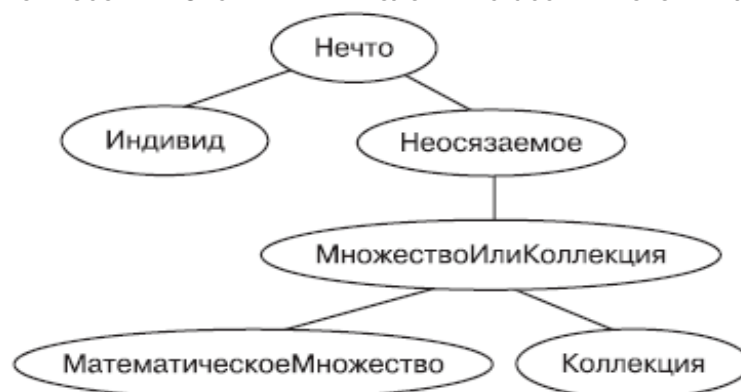 Нечто
Индивид
Неосязаемое
МножествоИлиКоллекция
МатематическоеМножество
Коллекция